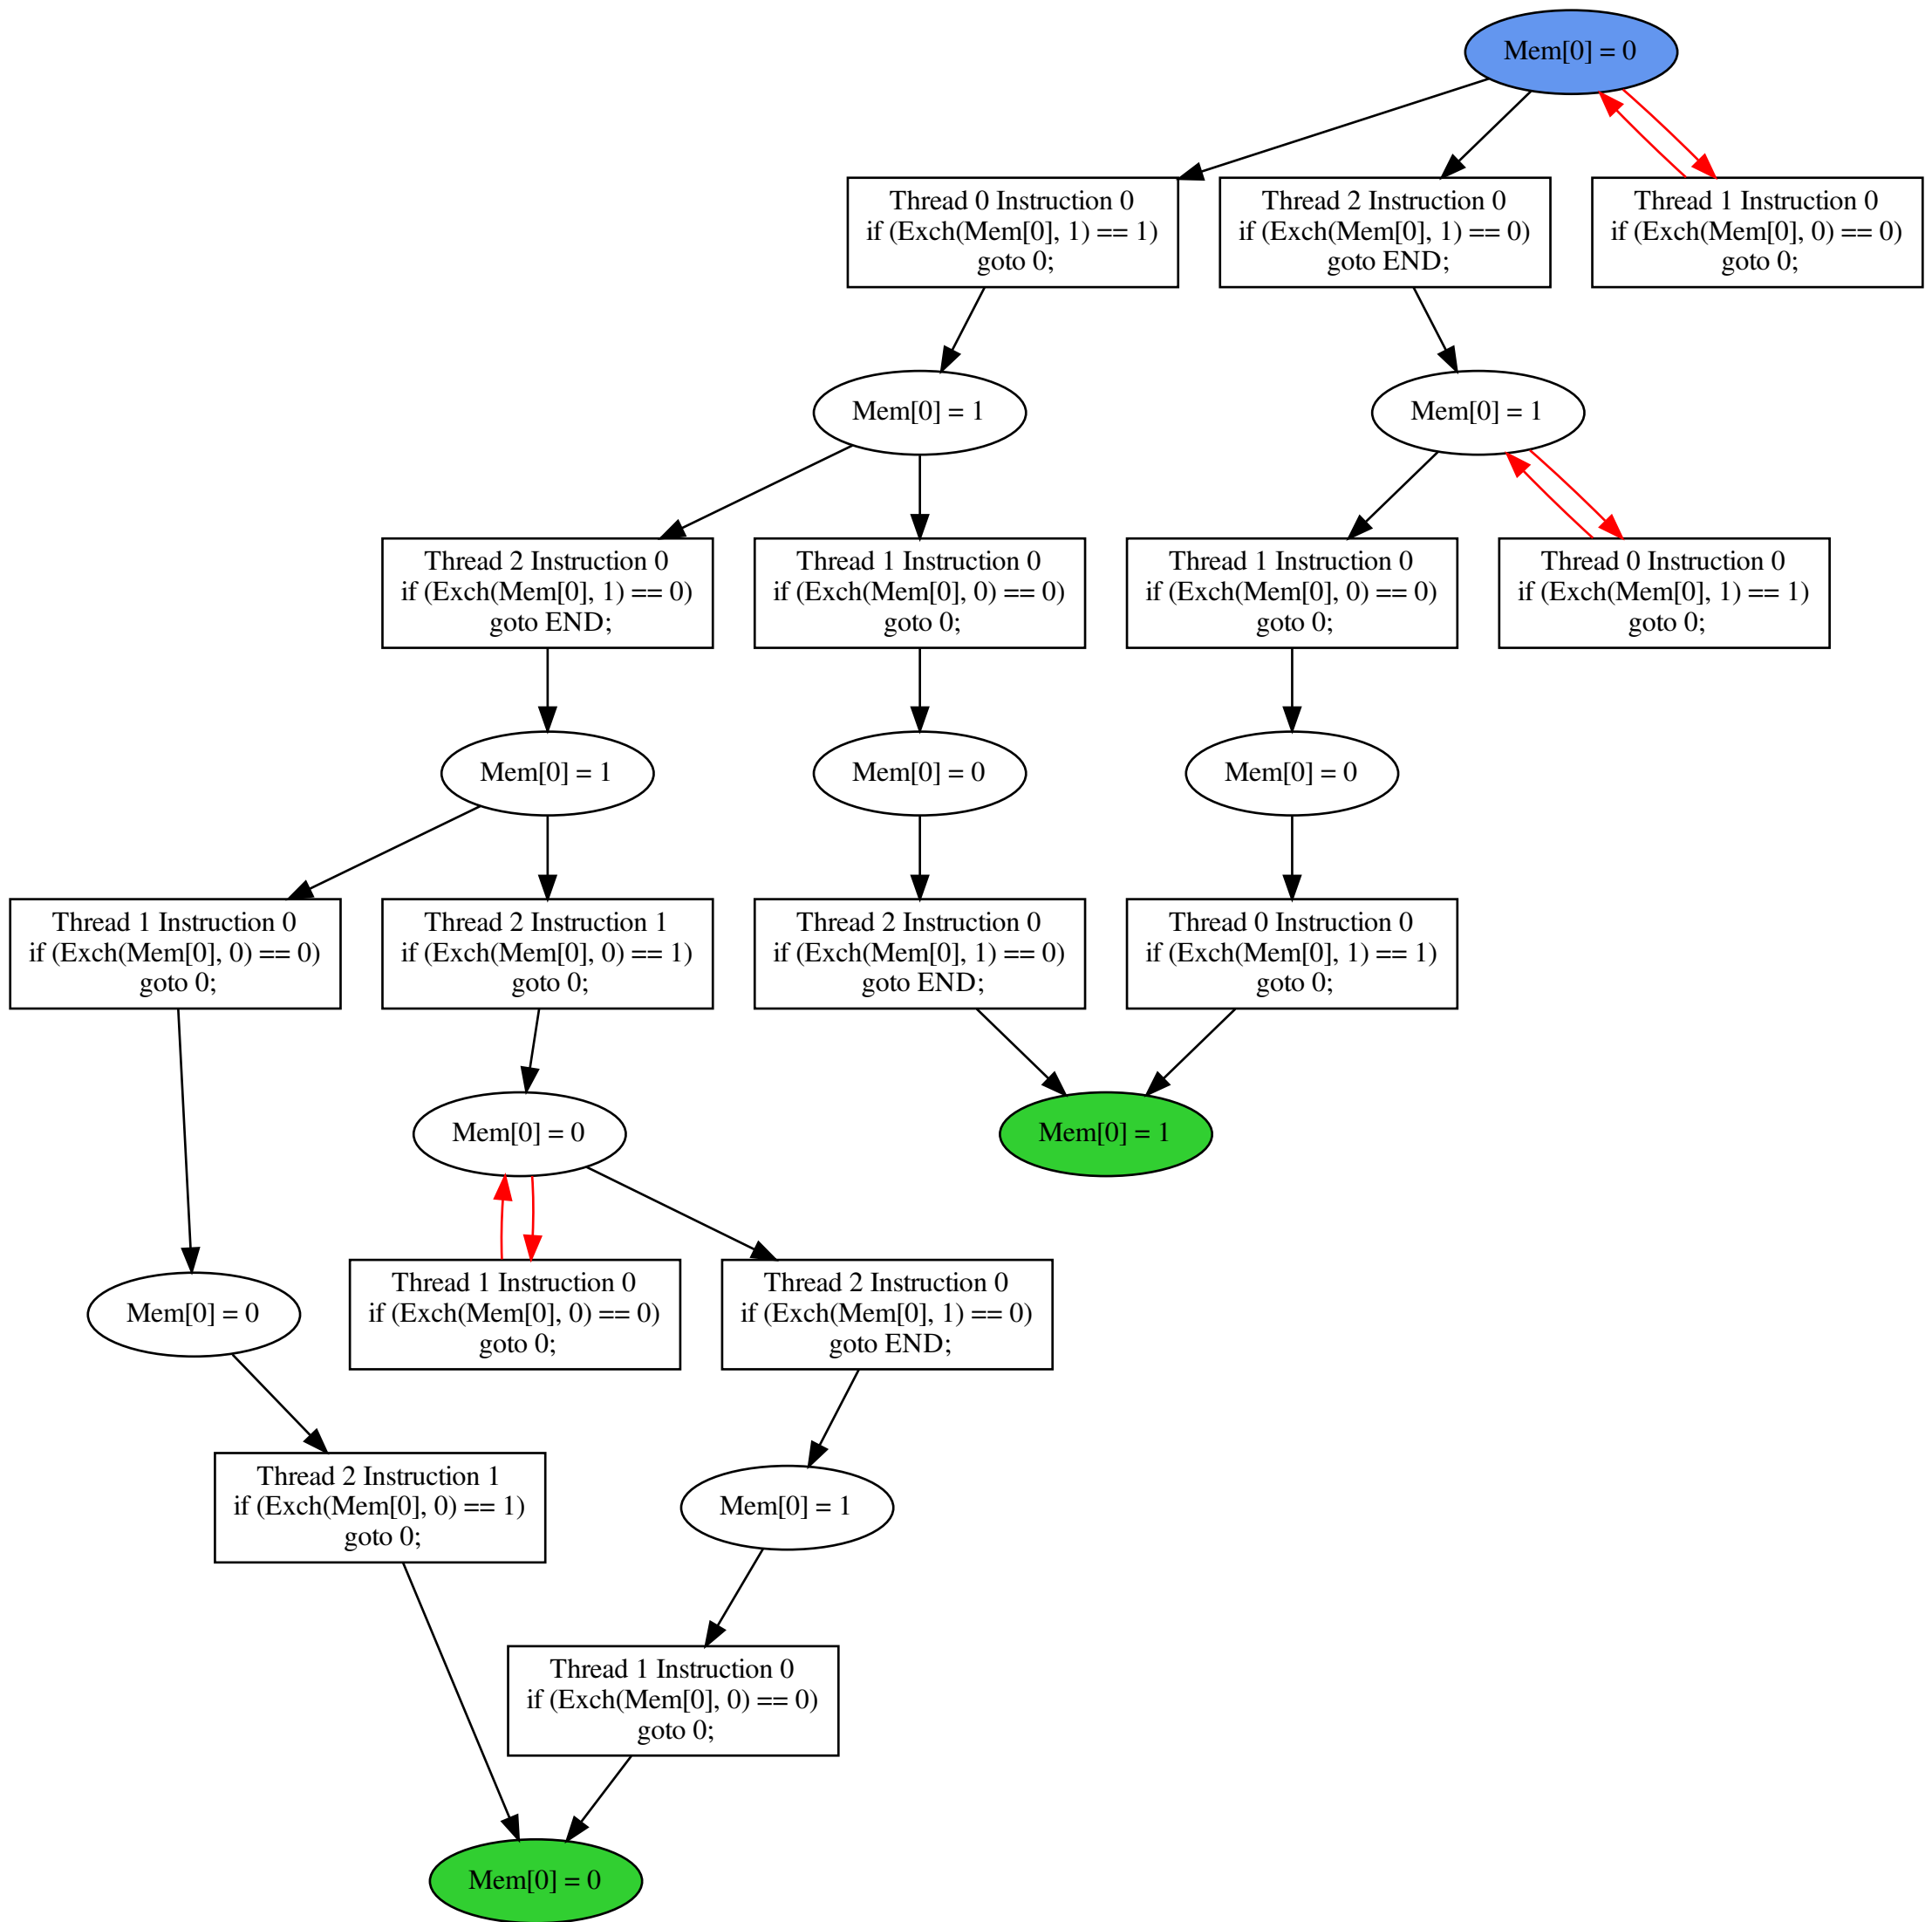 Mem[0] = 0
Thread 0 Instruction 0
if (Exch(Mem[0], 1) == 1)
goto 0;
Thread 2 Instruction 0
if (Exch(Mem[0], 1) == 0)
goto END;
Thread 1 Instruction 0
if (Exch(Mem[0], 0) == 0)
goto 0;
Mem[0] = 1
Mem[0] = 1
Thread 2 Instruction 0
if (Exch(Mem[0], 1) == 0)
goto END;
Thread 1 Instruction 0
if (Exch(Mem[0], 0) == 0)
goto 0;
Thread 1 Instruction 0
if (Exch(Mem[0], 0) == 0)
goto 0;
Thread 0 Instruction 0
if (Exch(Mem[0], 1) == 1)
goto 0;
Mem[0] = 1
Mem[0] = 0
Mem[0] = 0
Thread 1 Instruction 0
if (Exch(Mem[0], 0) == 0)
goto 0;
Thread 2 Instruction 1
if (Exch(Mem[0], 0) == 1)
goto 0;
Thread 2 Instruction 0
if (Exch(Mem[0], 1) == 0)
goto END;
Thread 0 Instruction 0
if (Exch(Mem[0], 1) == 1)
goto 0;
Mem[0] = 0
Mem[0] = 1
Mem[0] = 0
Thread 1 Instruction 0
if (Exch(Mem[0], 0) == 0)
goto 0;
Thread 2 Instruction 0
if (Exch(Mem[0], 1) == 0)
goto END;
Thread 2 Instruction 1
if (Exch(Mem[0], 0) == 1)
goto 0;
Mem[0] = 1
Thread 1 Instruction 0
if (Exch(Mem[0], 0) == 0)
goto 0;
Mem[0] = 0